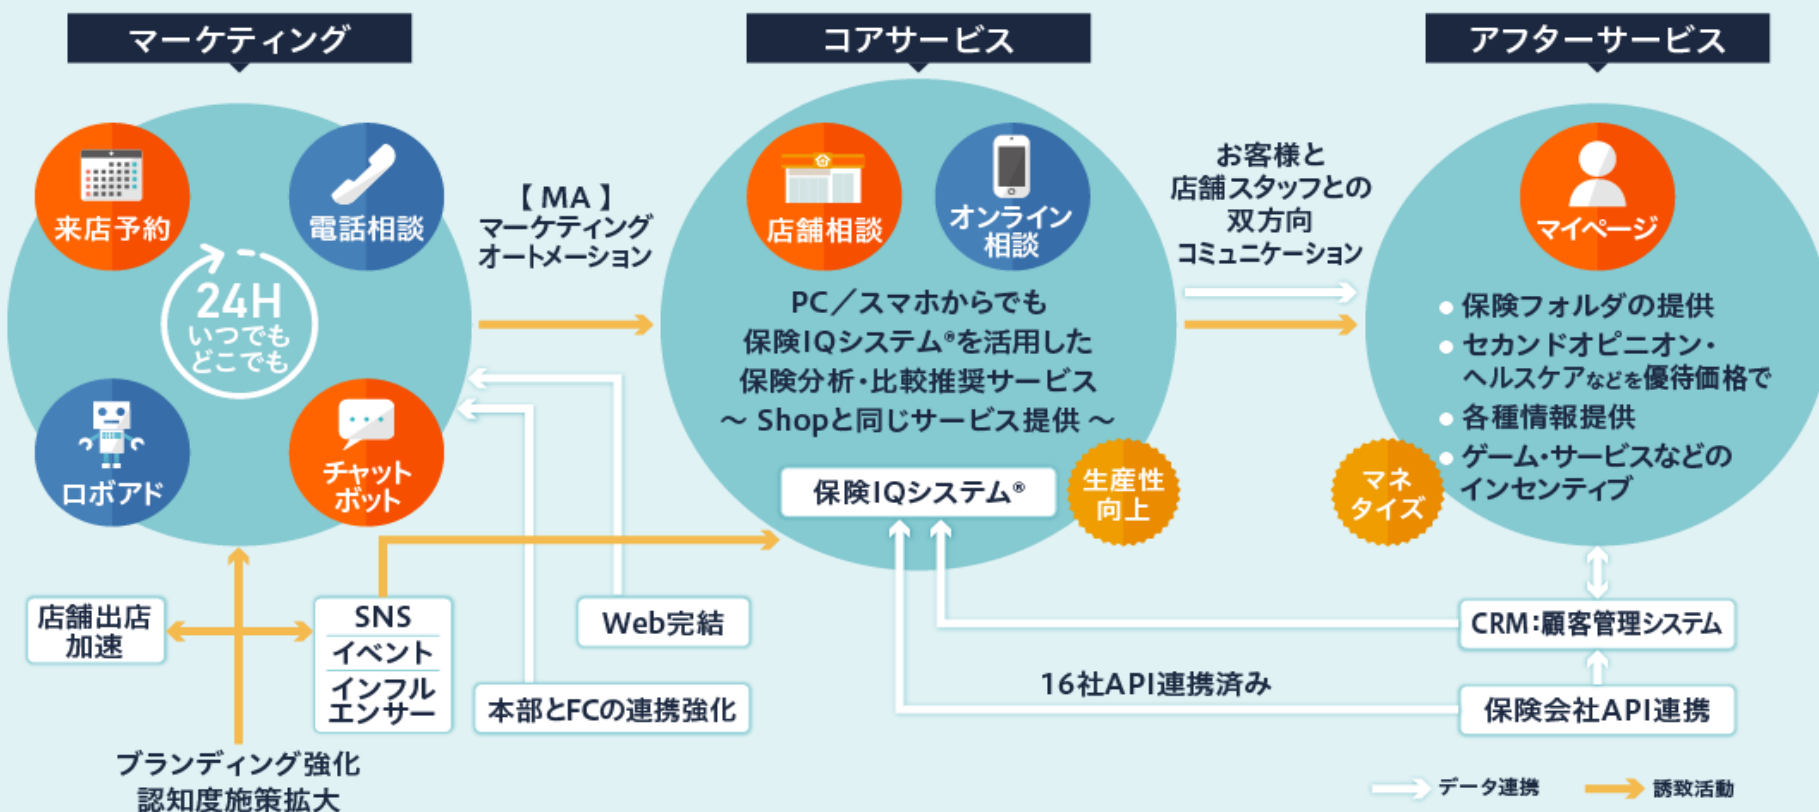 マーケティング
来店予約
電話相談
24H
いつでも
どこでも
ロボアド
チャット
ボット
【 MA 】
マーケティング
オートメーション
コアサービス
店舗相談
オンライン
相談
PC／スマホからでも
保険IQシステム®を活用した
保険分析・比較推奨サービス
～ Shopと同じサービス提供 ～
保険IQシステム®
生産性
向上
お客様と
店舗スタッフとの
双方向
コミュニケーション
アフターサービス
マイページ
● 保険フォルダの提供
● セカンドオピニオン・
ヘルスケアなどを優待価格で
● 各種情報提供
● ゲーム・サービスなどの
インセンティブ
マネ
タイズ
店舗出店
加速
SNS
イベント
インフル
エンサー
Web完結
本部とFCの連携強化
ブランディング強化
認知度施策拡大
CRM：顧客管理システム
16社API連携済み
保険会社API連携
データ連携
誘致活動